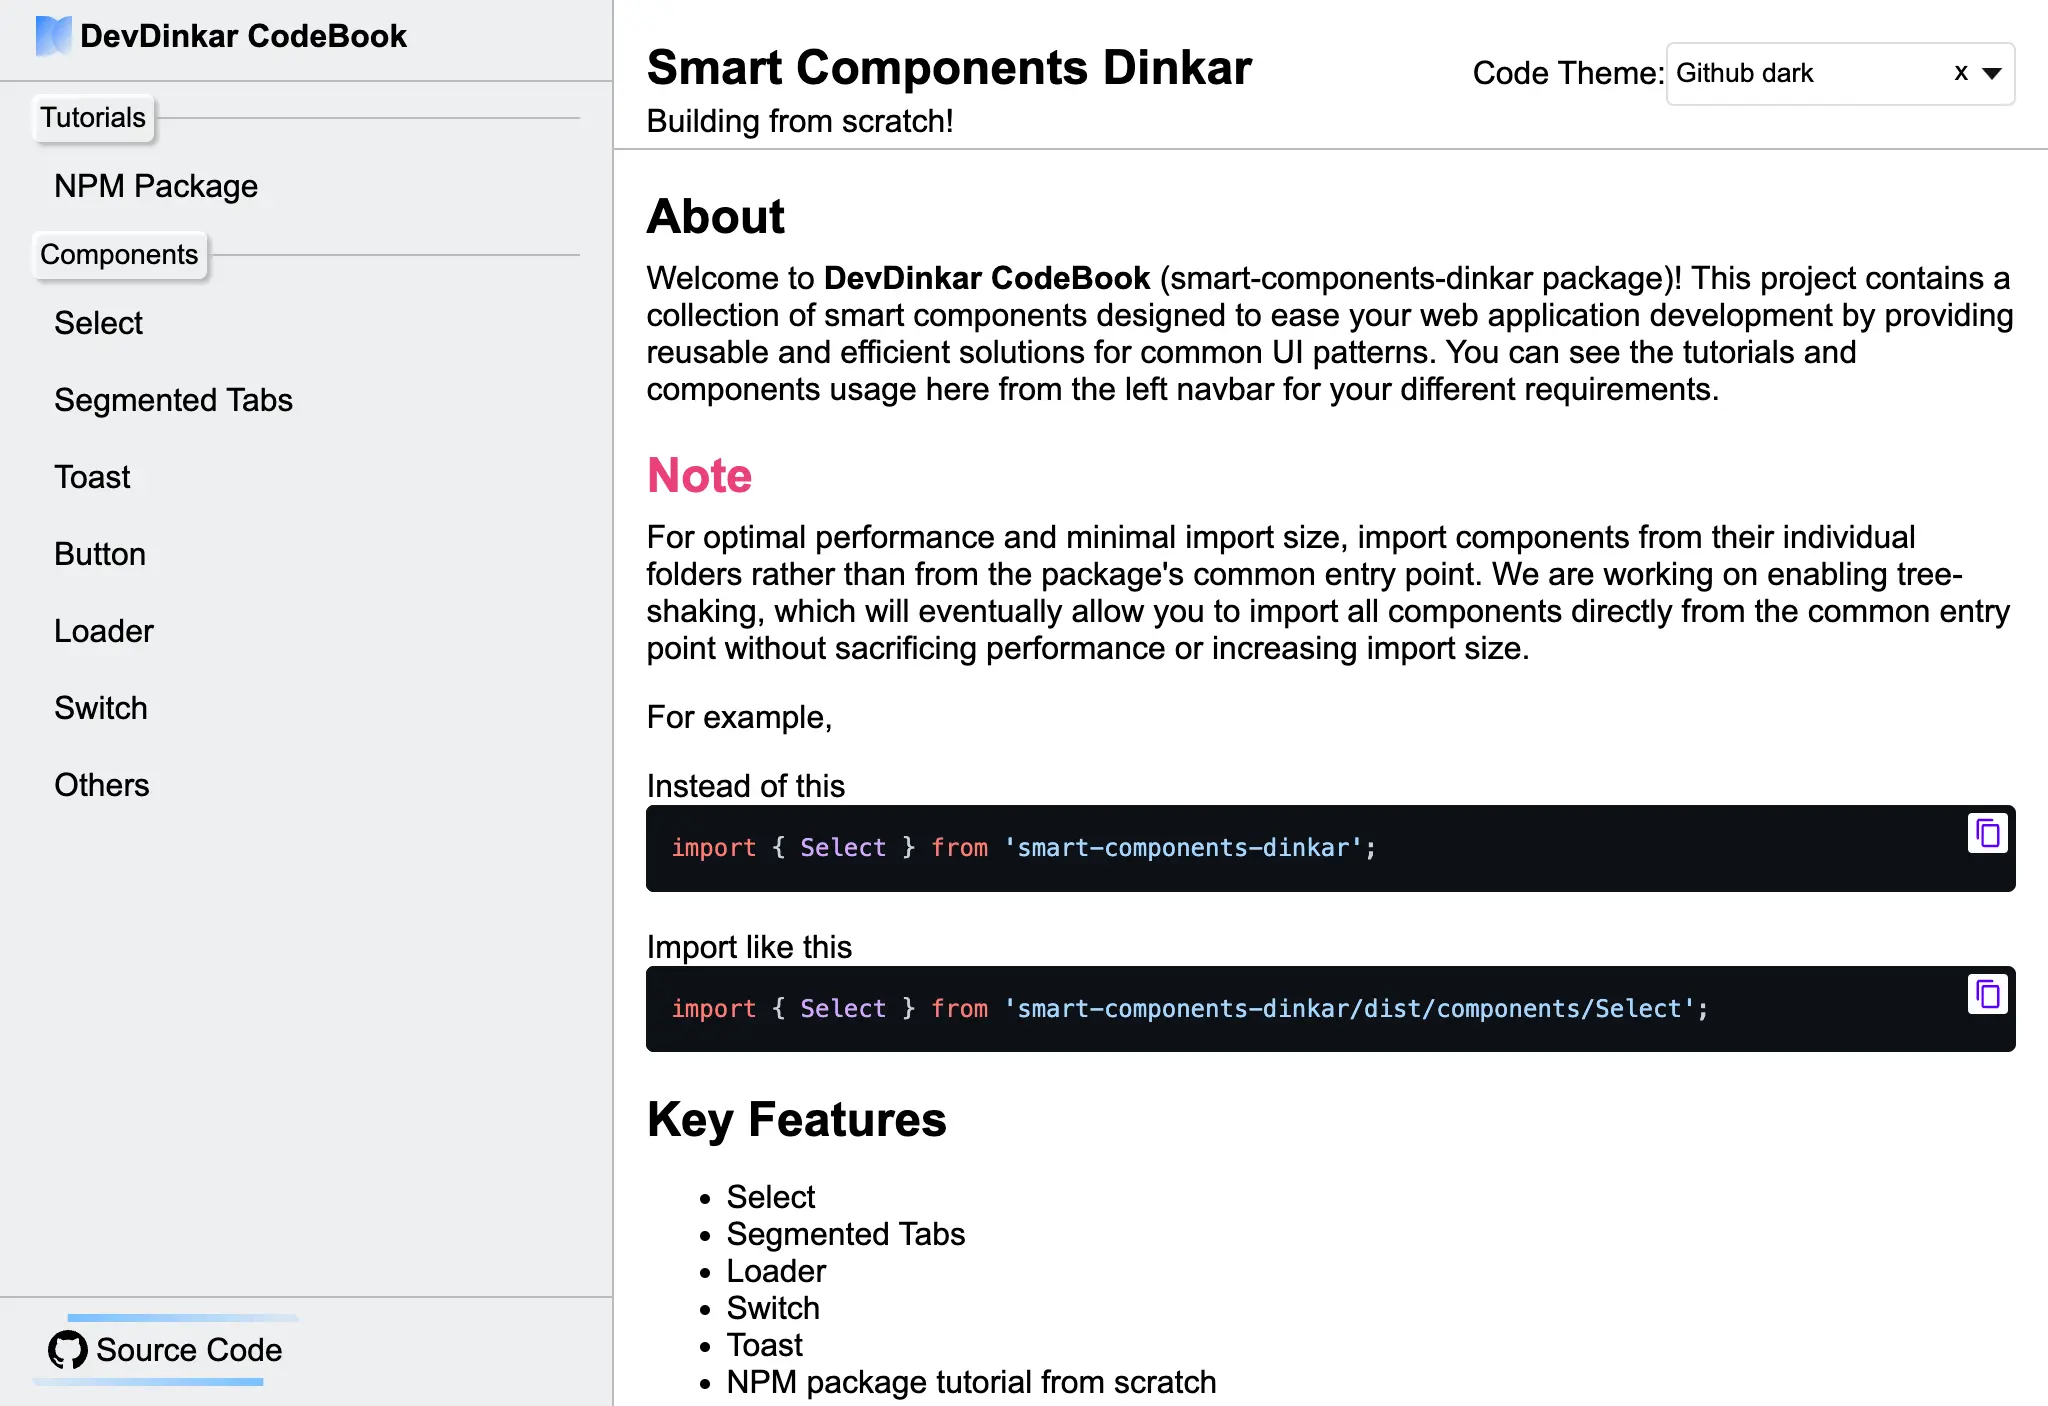 DevDinkar CodeBook
Tutorials
NPM Package
Components
Select
Segmented Tabs
Toast
Button
Loader
Switch
Others
Source Code
Smart Components Dinkar
Building from scratch!
Code Theme: Github dark x
About
Welcome to DevDinkar CodeBook (smart-components-dinkar package)! This project contains a
collection of smart components designed to ease your web application development by providing
reusable and efficient solutions for common UI patterns. You can see the tutorials and
components usage here from the left navbar for your different requirements.
Note
For optimal performance and minimal import size, import components from their individual
folders rather than from the package's common entry point. We are working on enabling tree-
shaking, which will eventually allow you to import all components directly from the common entry
point without sacrificing performance or increasing import size.
For example,
Instead of this
import { Select } from 'smart-components-dinkar';
Import like this
import { Select } from 'smart-components-dinkar/dist/components/Select';
Key Features
• Select
• Segmented Tabs
• Loader
• Switch
• Toast
• NPM package tutorial from scratch